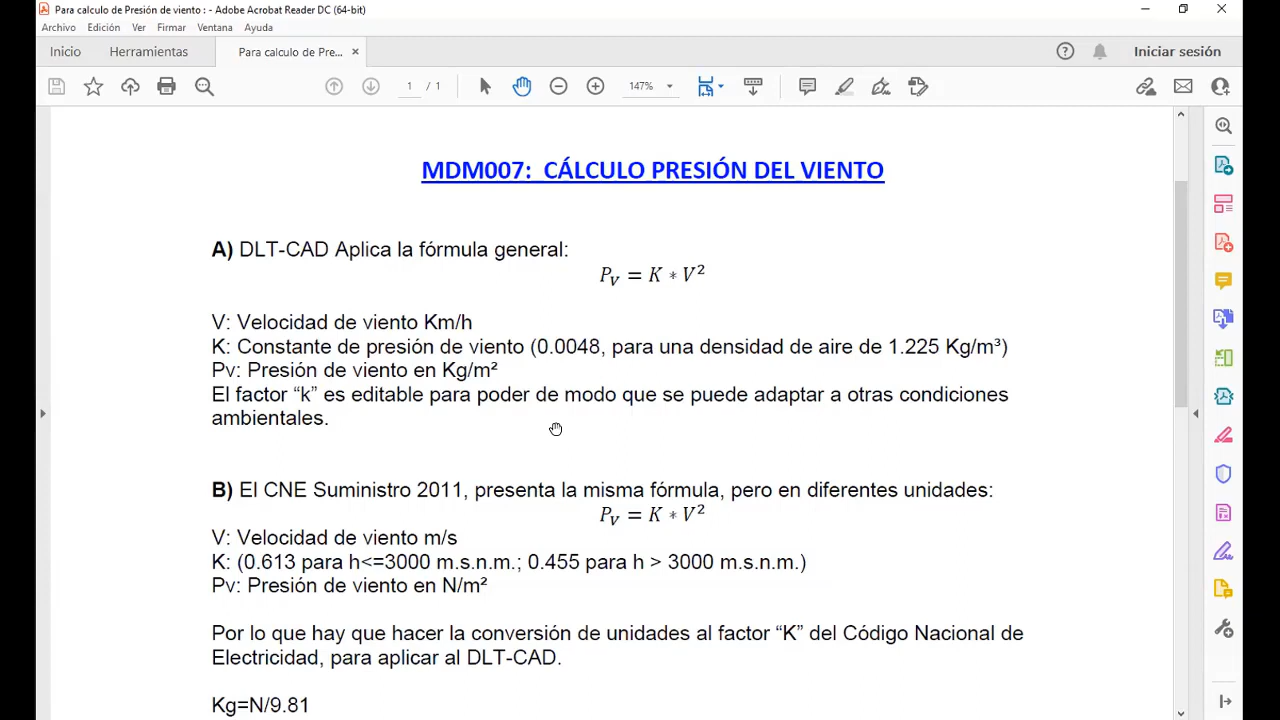 Para calculo de Presión de viento : - Adobe Acrobat Reader DC (64-bit)
Archivo Edición Ver Firmar Ventana Ayuda
Inicio Herramientas Para calculo de Pre... × Iniciar sesión
1 / 1 147%
MDM007: CÁLCULO PRESIÓN DEL VIENTO
A) DLT-CAD Aplica la fórmula general:
P_V = K ∗ V²
V: Velocidad de viento Km/h
K: Constante de presión de viento (0.0048, para una densidad de aire de 1.225 Kg/m³)
Pv: Presión de viento en Kg/m²
El factor “k” es editable para poder de modo que se puede adaptar a otras condiciones
ambientales.
B) El CNE Suministro 2011, presenta la misma fórmula, pero en diferentes unidades:
P_V = K ∗ V²
V: Velocidad de viento m/s
K: (0.613 para h<=3000 m.s.n.m.; 0.455 para h > 3000 m.s.n.m.)
Pv: Presión de viento en N/m²
Por lo que hay que hacer la conversión de unidades al factor “K” del Código Nacional de
Electricidad, para aplicar al DLT-CAD.
Kg=N/9.81